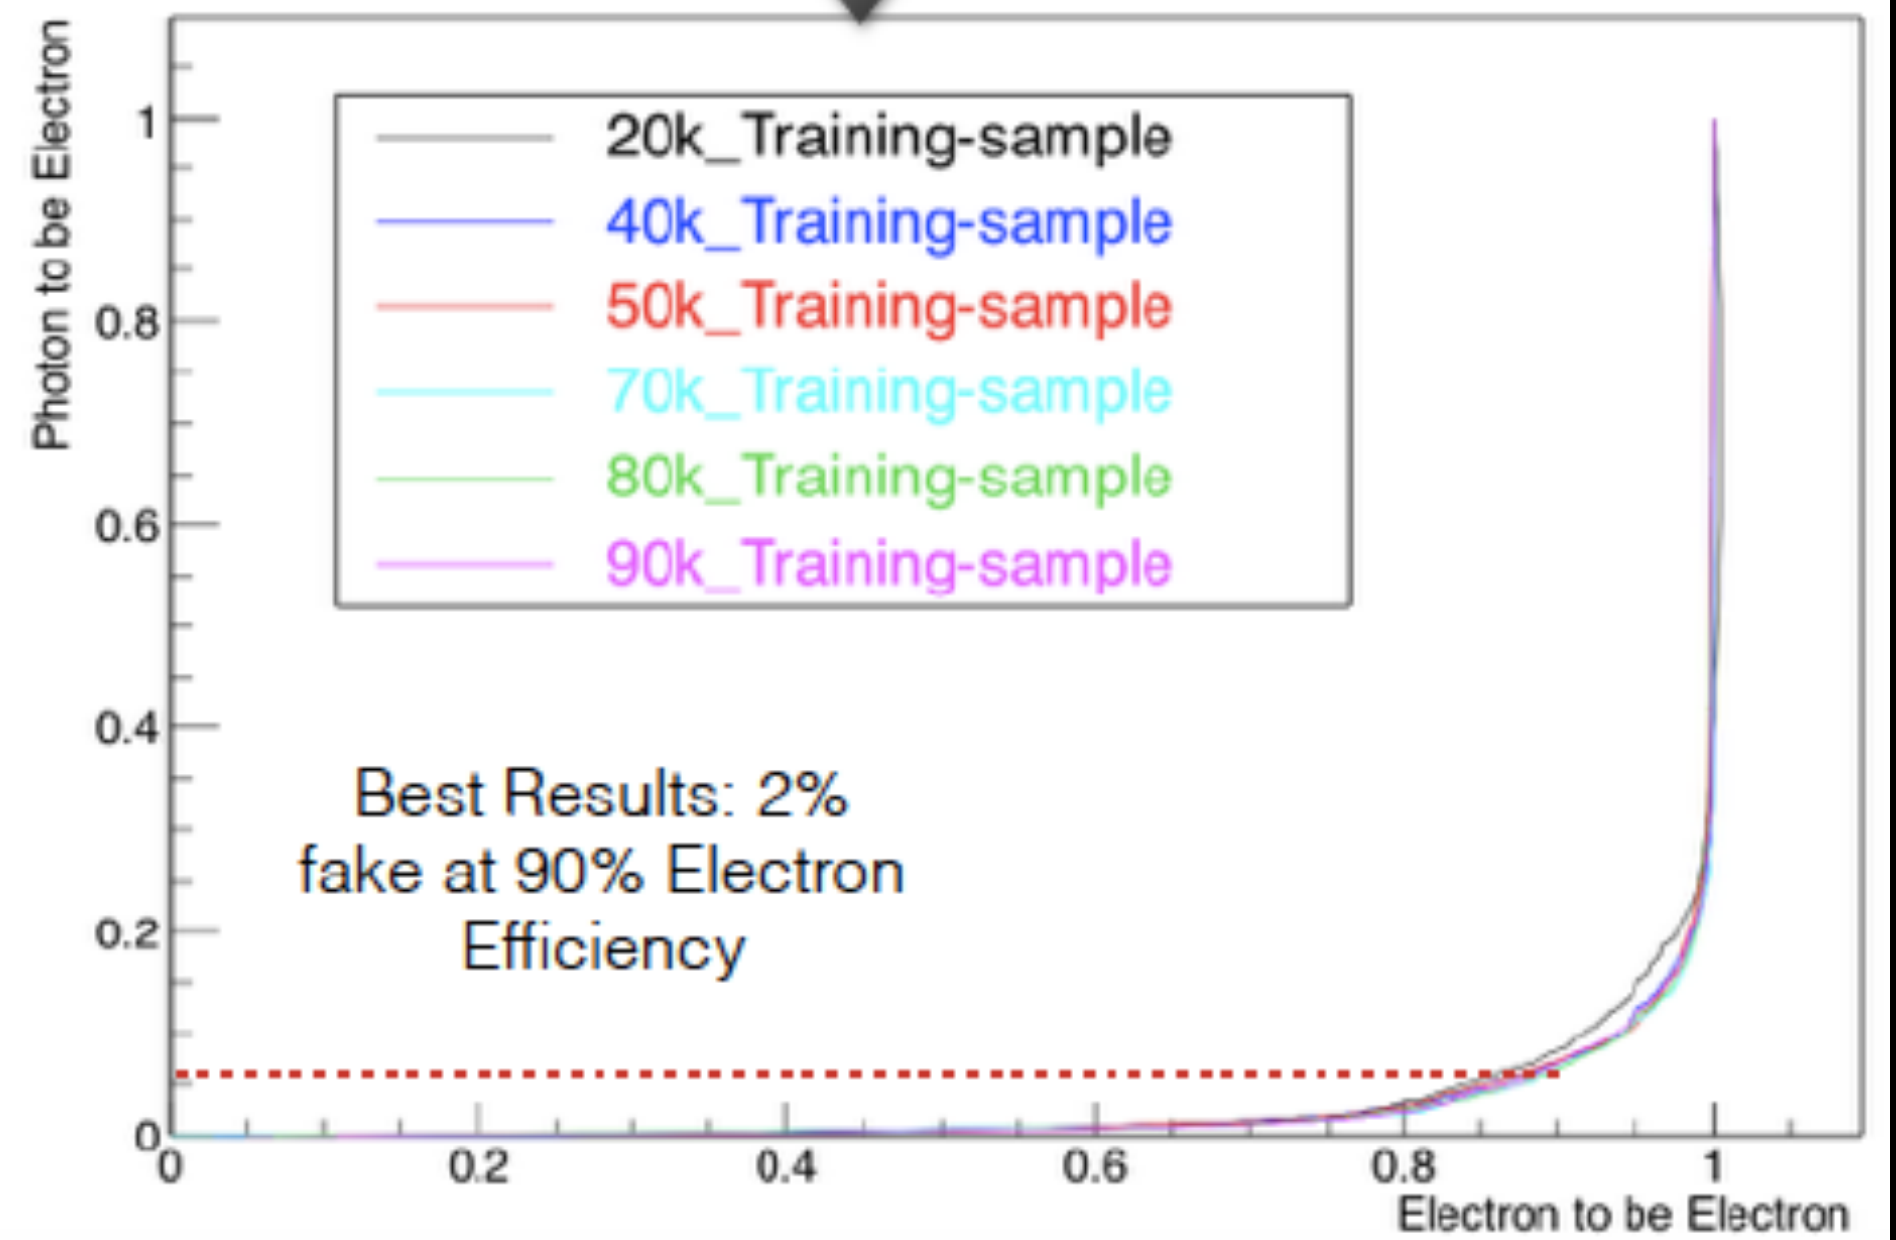 Photon to be Electron
1
0.8
0.6
0.4
0.2
0
20k_Training-sample
40k_Training-sample
50k_Training-sample
70k_Training-sample
80k_Training-sample
90k_Training-sample
Best Results: 2%
fake at 90% Electron
Efficiency
0 0.2 0.4 0.6 0.8 1
Electron to be Electron